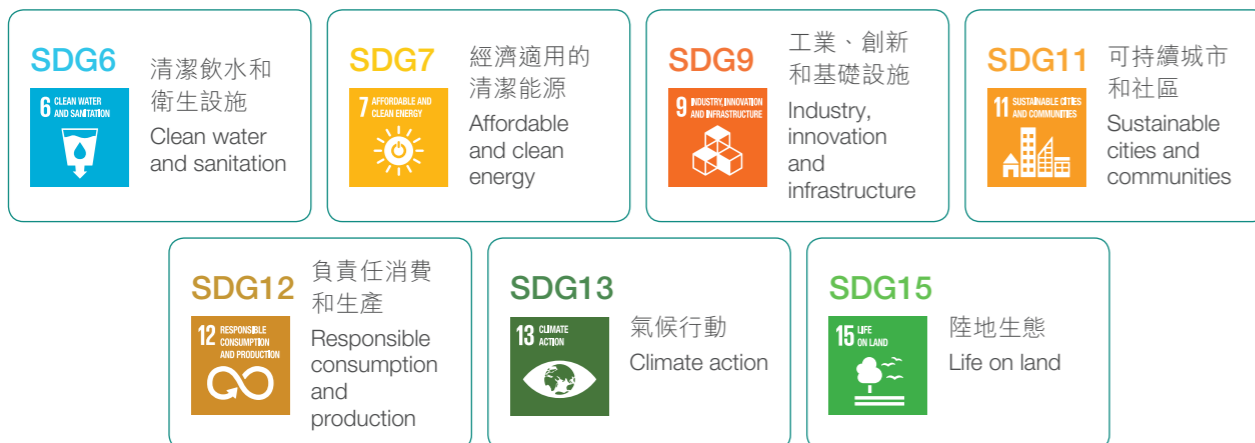 SDG6
清潔飲水和
衛生設施
6 CLEAN WATER
AND SANITATION
Clean water
and sanitation
SDG7
經濟適用的
清潔能源
7 AFFORDABLE AND
CLEAN ENERGY
Affordable
and clean
energy
SDG9
工業、創新
和基礎設施
9 INDUSTRY, INNOVATION
AND INFRASTRUCTURE
Industry,
innovation
and
infrastructure
SDG11
可持續城市
和社區
11 SUSTAINABLE CITIES
AND COMMUNITIES
Sustainable
cities and
communities
SDG12
負責任消費
和生產
12 RESPONSIBLE
CONSUMPTION
AND PRODUCTION
Responsible
consumption
and
production
SDG13
氣候行動
13 CLIMATE
ACTION
Climate action
SDG15
陸地生態
15 LIFE
ON LAND
Life on land